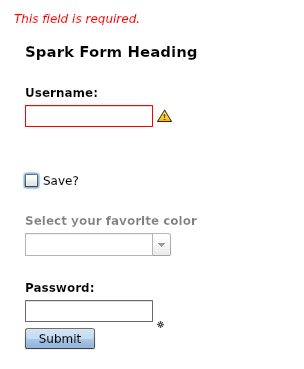 This field is required.
Spark Form Heading
Username:
Save?
Select your favorite color
Password:
Submit